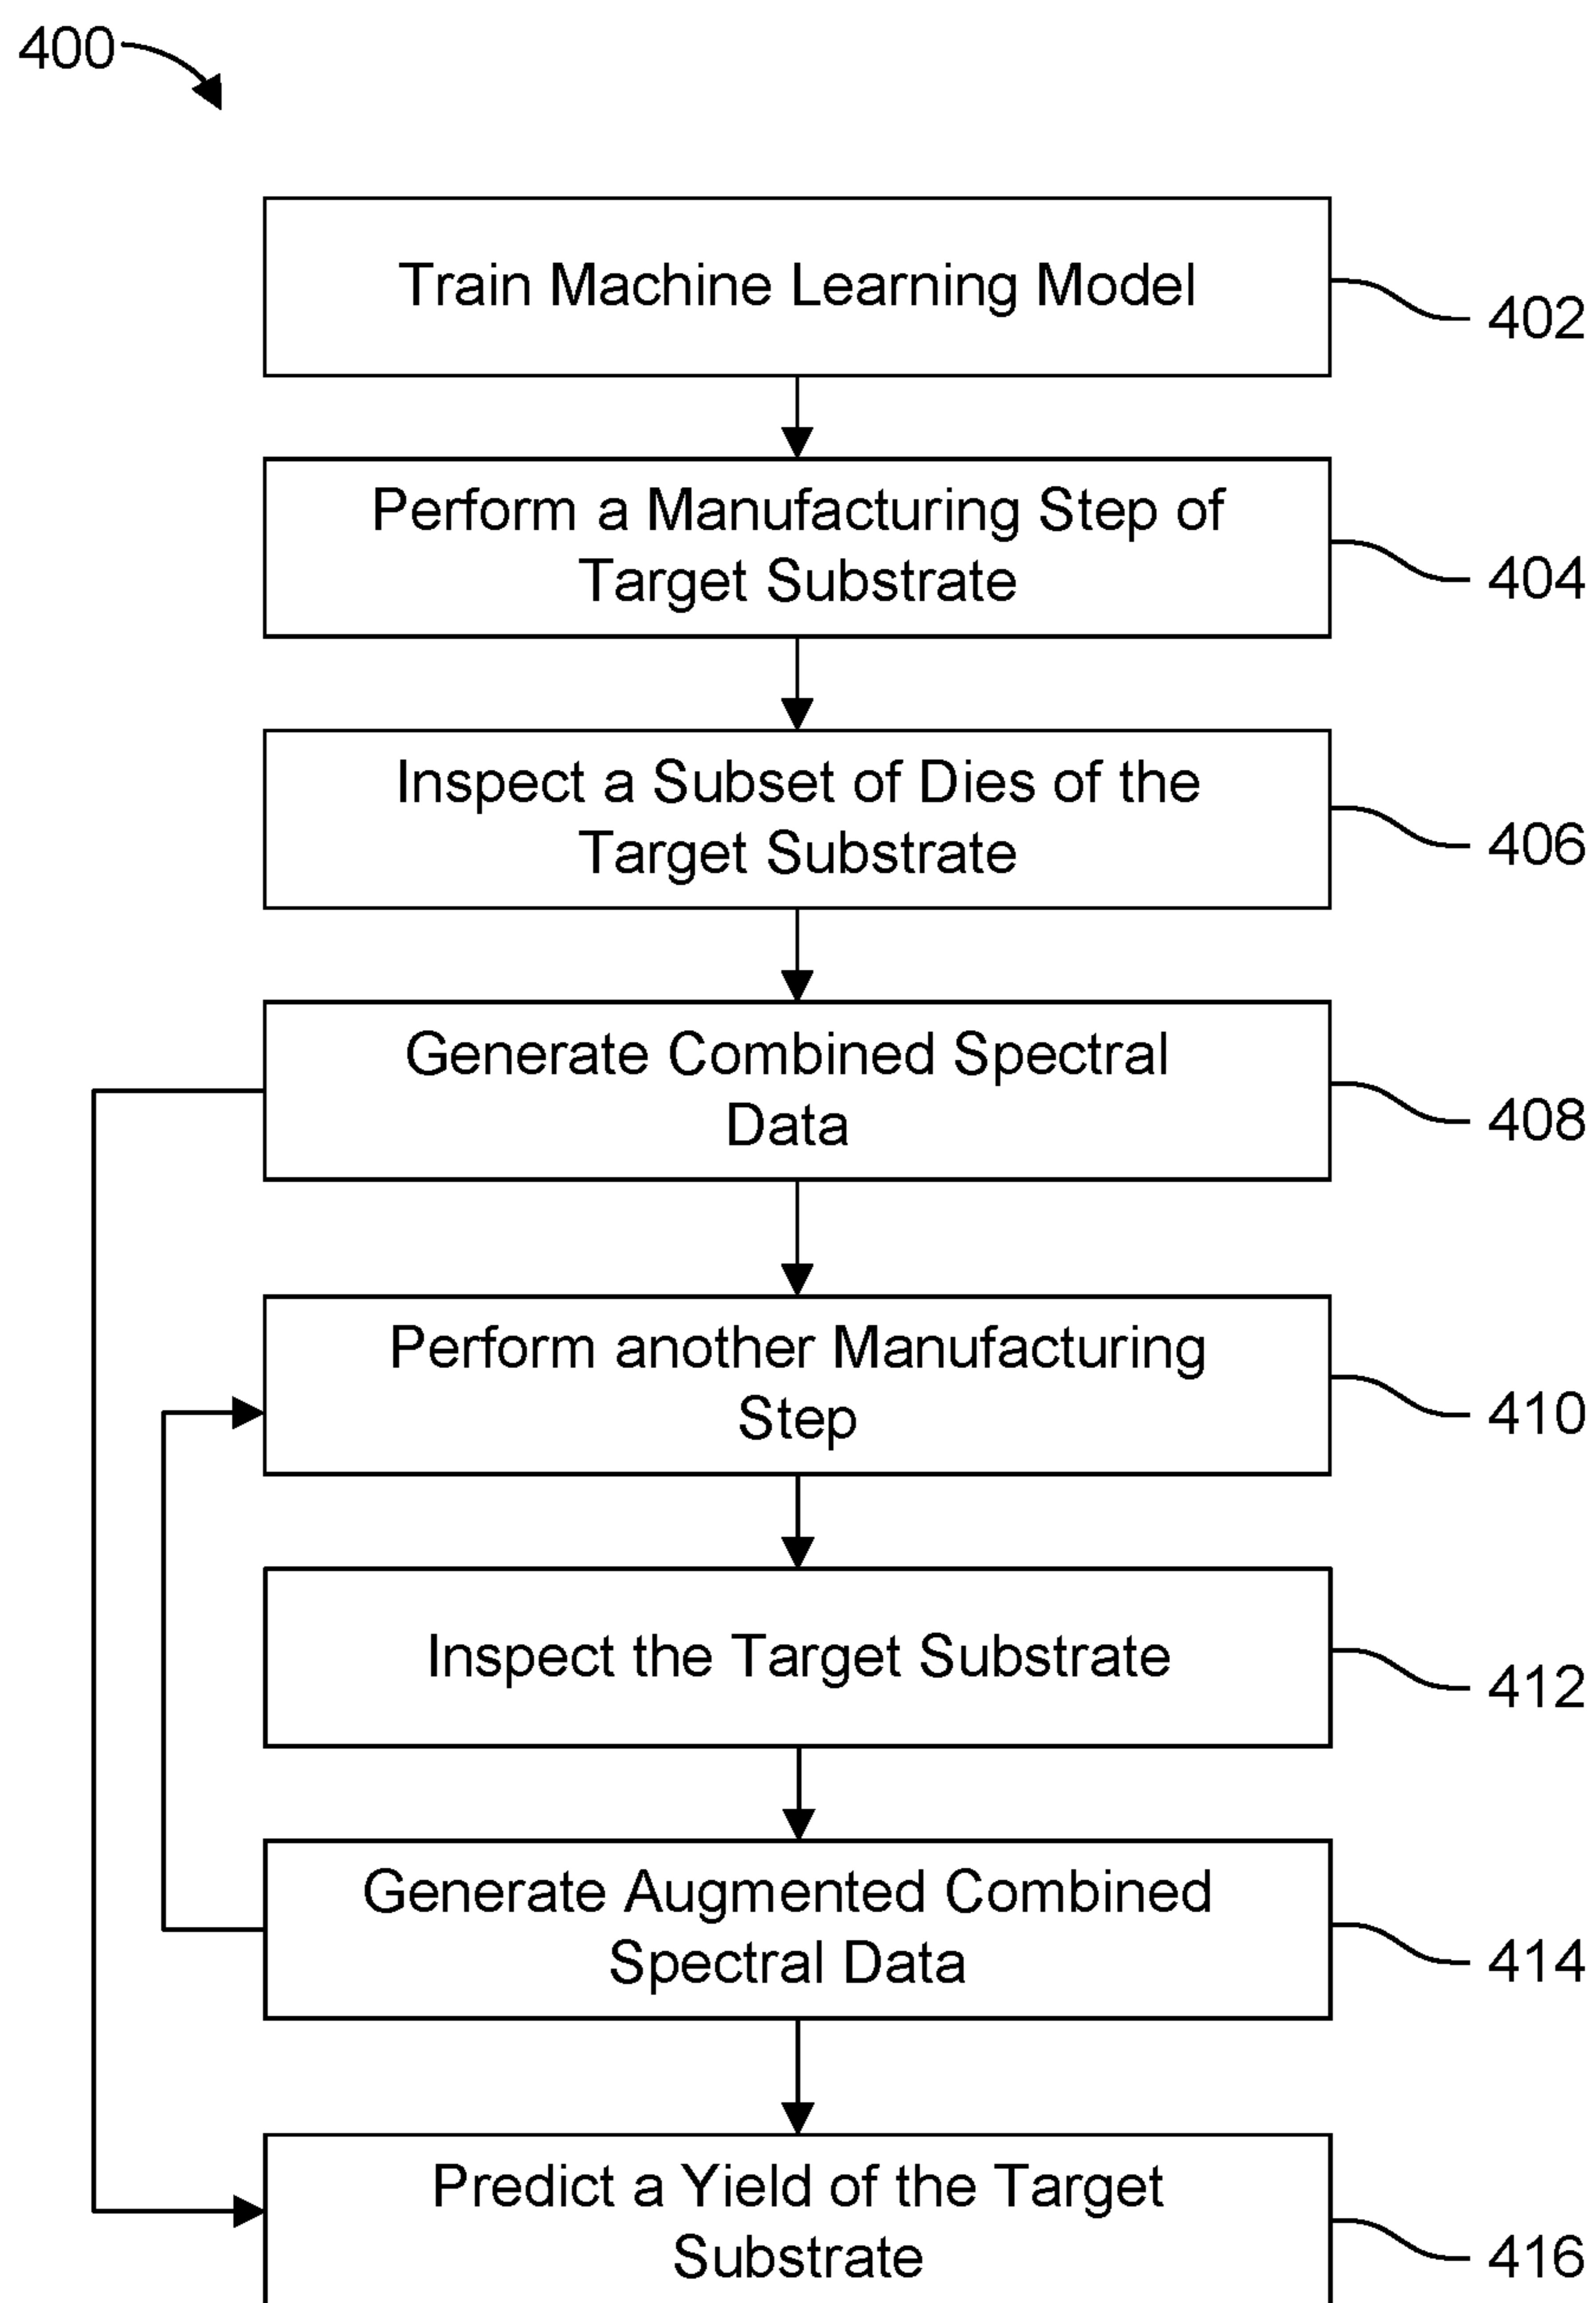 400
Train Machine Learning Model
402
Perform a Manufacturing Step of
Target Substrate
404
Inspect a Subset of Dies of the
Target Substrate
406
Generate Combined Spectral
Data
408
Perform another Manufacturing
Step
410
Inspect the Target Substrate
412
Generate Augmented Combined
Spectral Data
414
Predict a Yield of the Target
Substrate
416